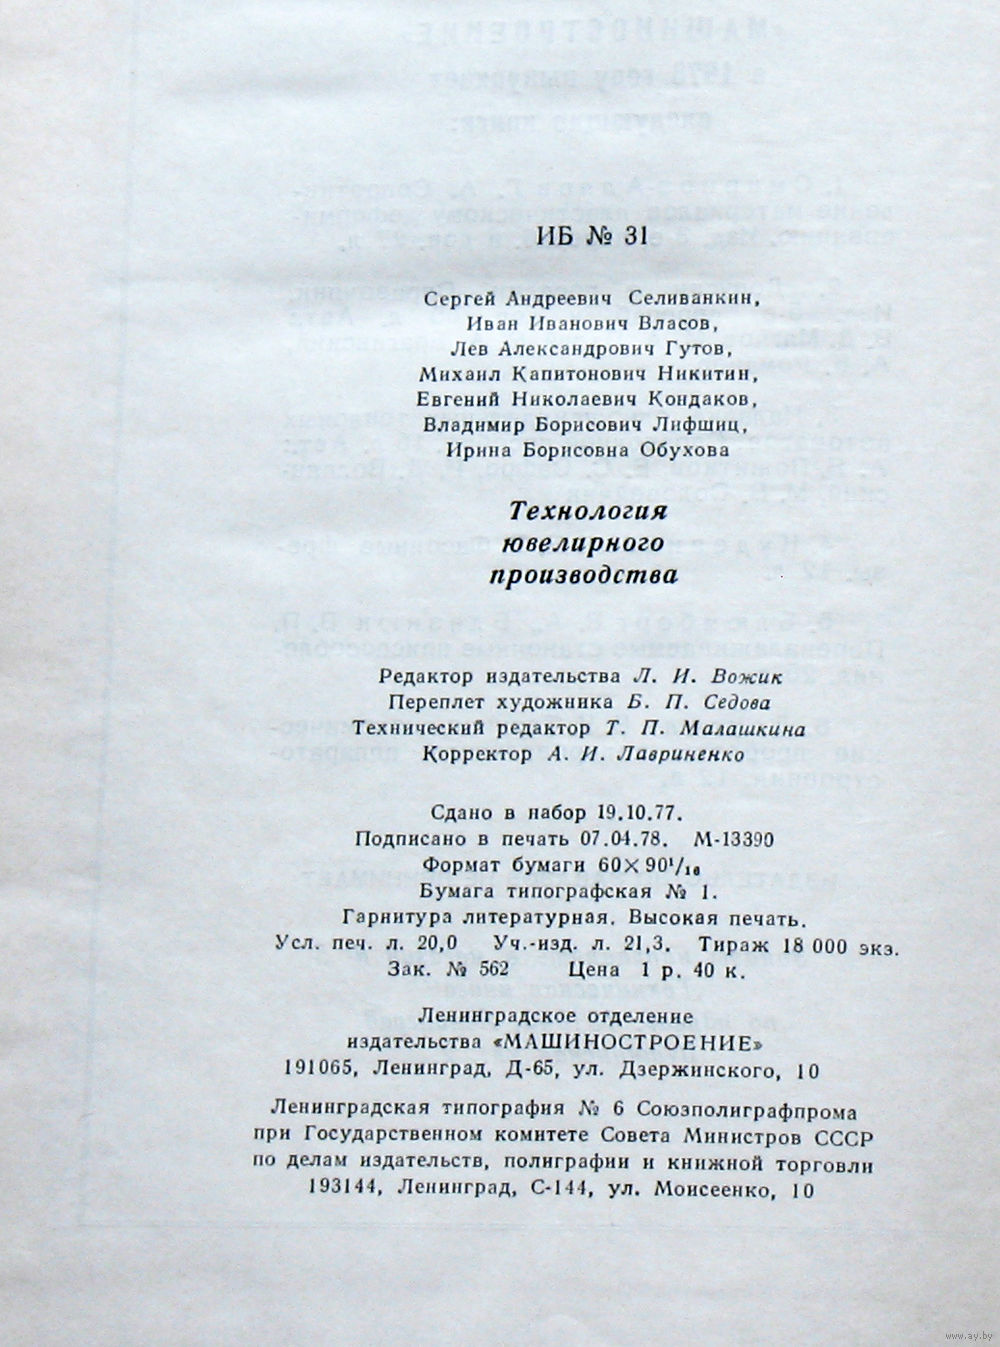 ИБ № 31
Сергей Андреевич Селиванкин,
Иван Иванович Власов,
Лев Александрович Гутов,
Михаил Капитонович Никитин,
Евгений Николаевич Кондаков,
Владимир Борисович Лифшиц,
Ирина Борисовна Обухова
Технология
ювелирного
производства
Редактор издательства Л. И. Вожик
Переплет художника Б. П. Седова
Технический редактор Т. П. Малашкина
Корректор А. И. Лавриненко
Сдано в набор 19.10.77.
Подписано в печать 07.04.78. М-13390
Формат бумаги 60×90¹/₁₆
Бумага типографская № 1.
Гарнитура литературная. Высокая печать.
Усл. печ. л. 20,0 Уч.-изд. л. 21,3. Тираж 18 000 экз.
Зак. № 562 Цена 1 р. 40 к.
Ленинградское отделение
издательства «МАШИНОСТРОЕНИЕ»
191065, Ленинград, Д-65, ул. Дзержинского, 10
Ленинградская типография № 6 Союзполиграфпрома
при Государственном комитете Совета Министров СССР
по делам издательств, полиграфии и книжной торговли
193144, Ленинград, С-144, ул. Моисеенко, 10
www.ay.by